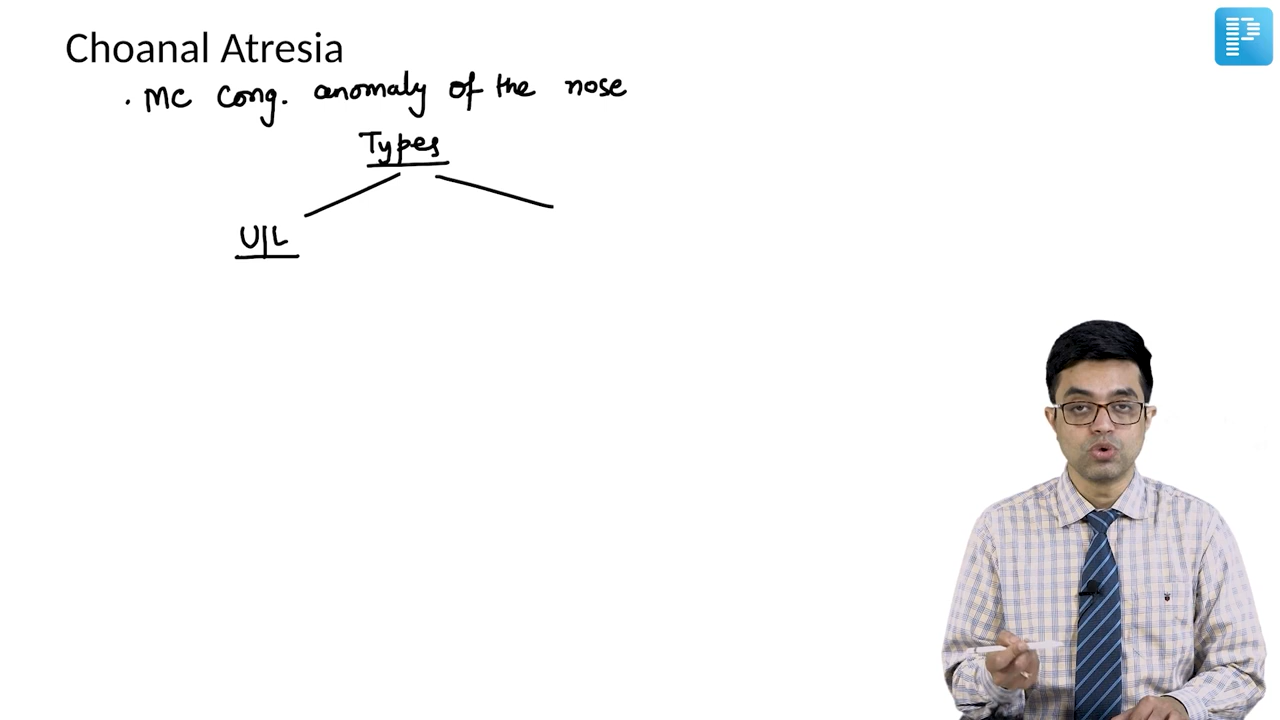 Choanal Atresia
. MC Cong. anomaly of the nose
Types
U/L